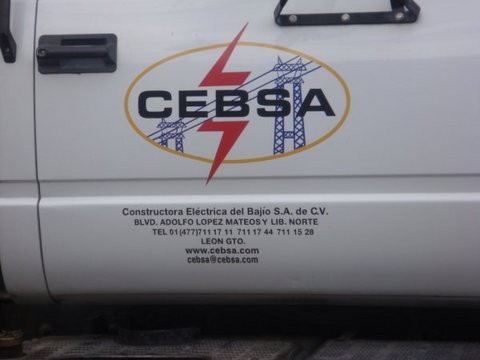 CEBSA
Constructora Eléctrica del Bajío S.A. de C.V.
BLVD. ADOLFO LOPEZ MATEOS Y LIB. NORTE
TEL 01(477)711 17 11 711 17 44 711 15 28
LEON GTO.
www.cebsa.com
cebsa@cebsa.com